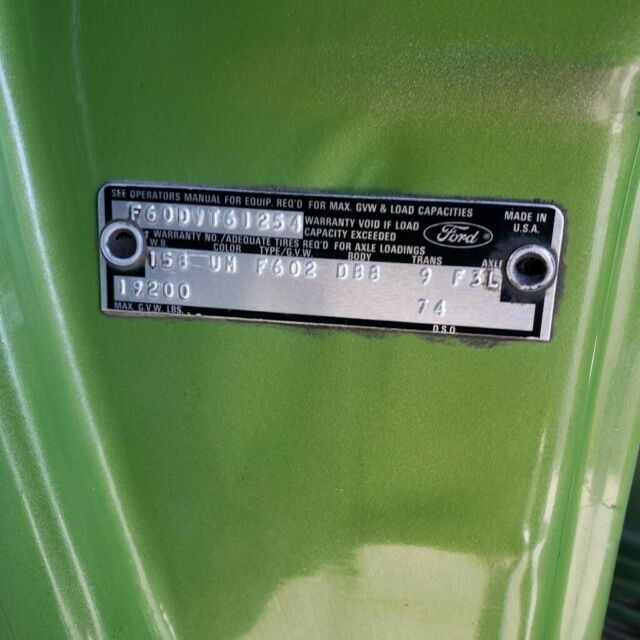 SEE OPERATORS MANUAL FOR EQUIP REQ'D FOR MAX. GVW & LOAD CAPACITIES
F60DVT61254 WARRANTY VOID IF LOAD CAPACITY EXCEEDED Ford MADE IN U.S.A.
WARRANTY NO./ADEQUATE TIRES REQ'D FOR AXLE LOADINGS
W.B. COLOR TYPE/G.V.W. BODY TRANS AXLE
158 UM F602 DB8 9 F3L
19200 74
MAX. G.V.W. LBS. D.S.O.